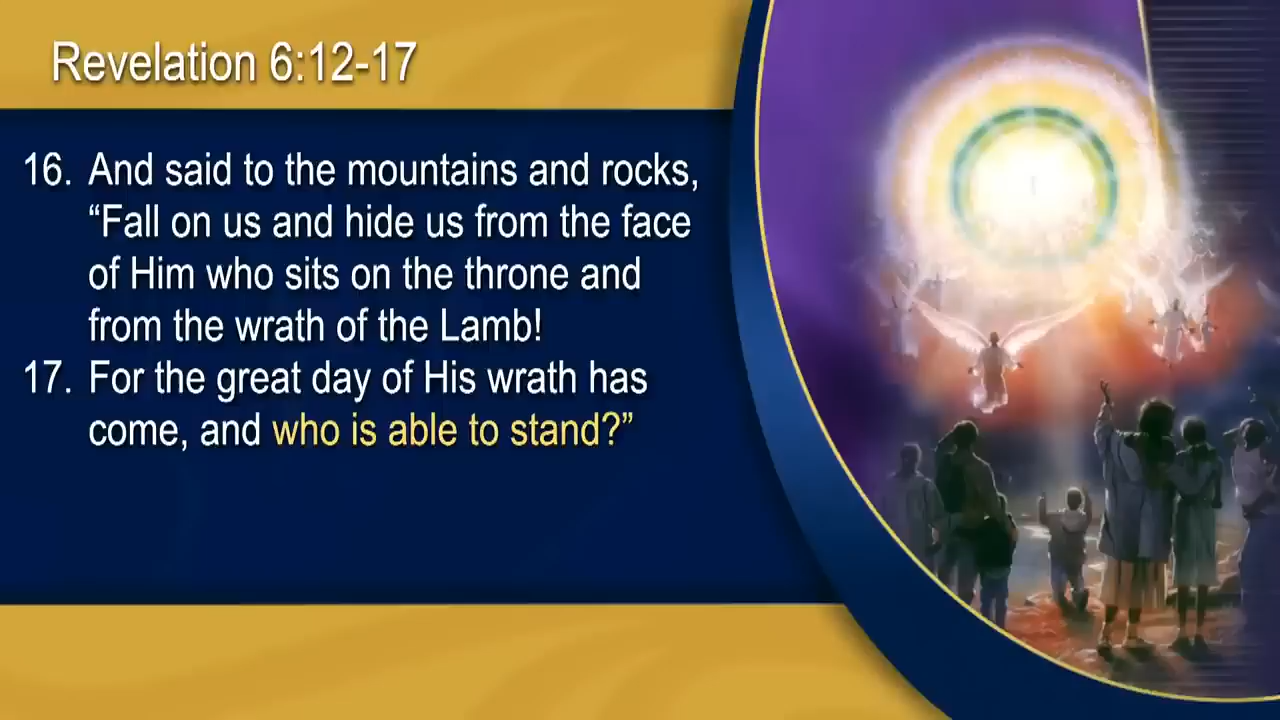 Revelation 6:12-17
16. And said to the mountains and rocks,
“Fall on us and hide us from the face
of Him who sits on the throne and
from the wrath of the Lamb!
17. For the great day of His wrath has
come, and who is able to stand?”